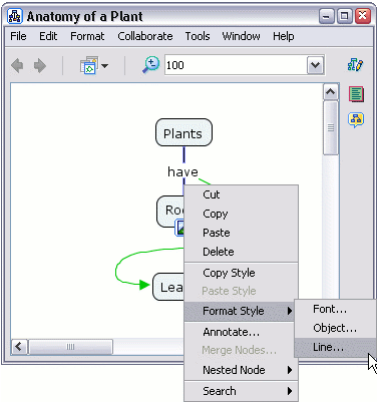 Anatomy of a Plant
File Edit Format Collaborate Tools Window Help
100
Plants
have
Cut
Copy
Paste
Delete
Copy Style
Paste Style
Format Style
Font...
Object...
Line...
Annotate...
Merge Nodes...
Nested Node
Search